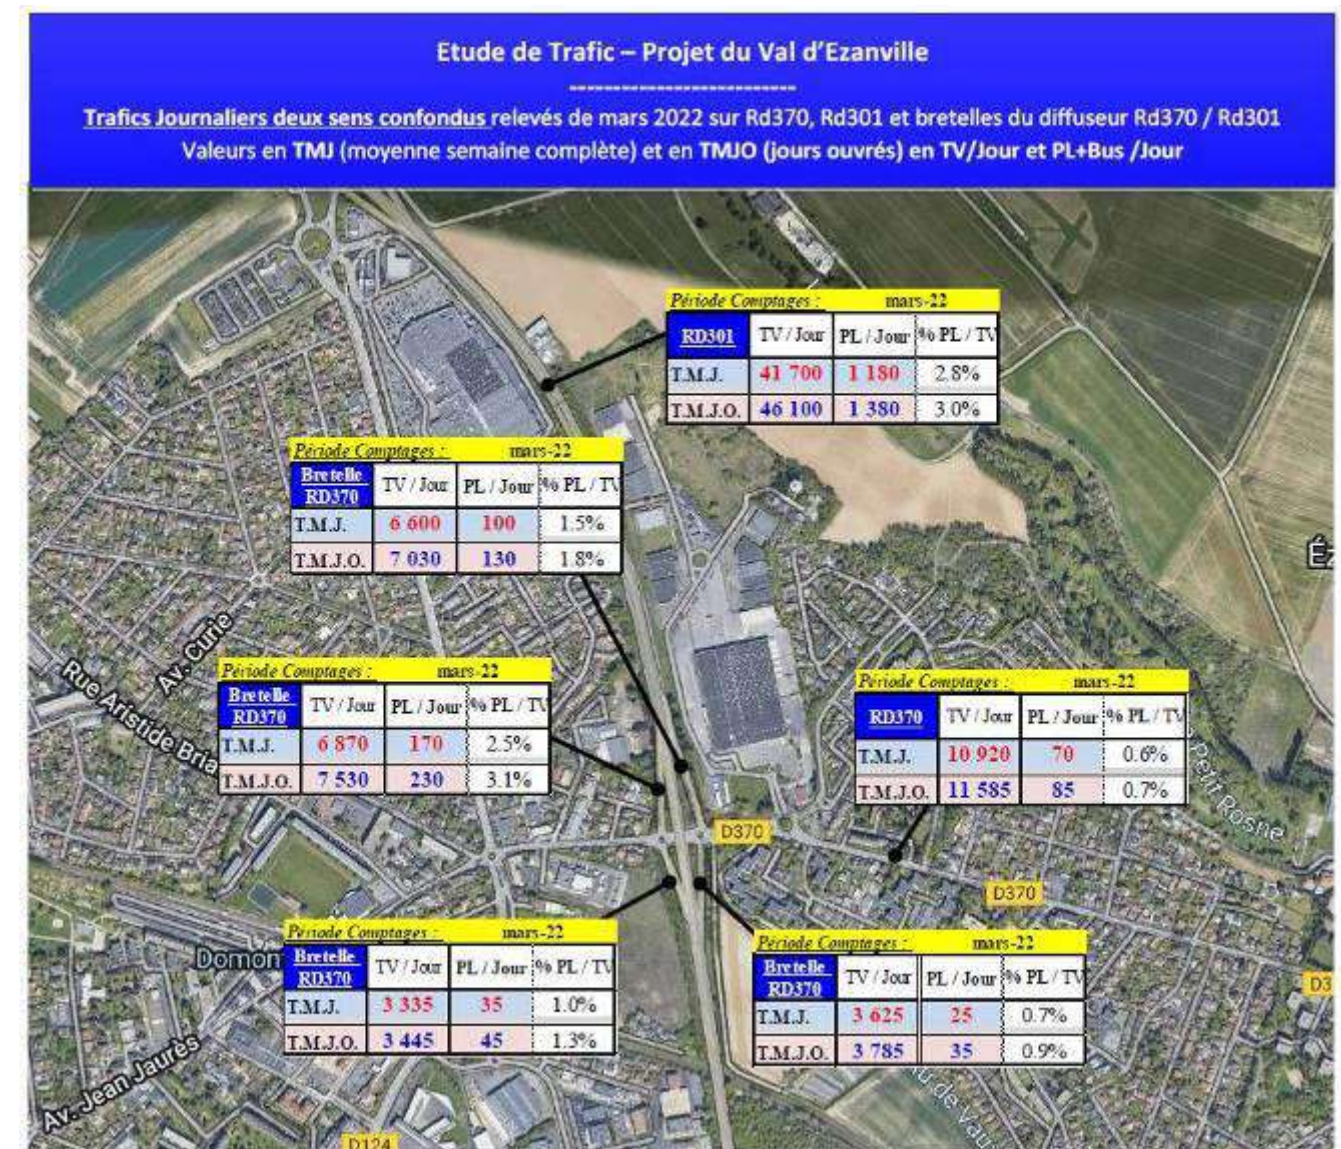 Etude de Trafic – Projet du Val d'Ezanville
--------------------------
Trafics Journaliers deux sens confondus relevés de mars 2022 sur Rd370, Rd301 et bretelles du diffuseur Rd370 / Rd301
Valeurs en TMJ (moyenne semaine complète) et en TMJO (jours ouvrés) en TV/Jour et PL+Bus /Jour
Période Comptages : mars-22
RD301 TV / Jour PL / Jour % PL / TV
T.M.J. 41 700 1 180 2.8%
T.M.J.O. 46 100 1 380 3.0%
Période Comptages : mars-22
Bretelle RD370 TV / Jour PL / Jour % PL / TV
T.M.J. 6 600 100 1.5%
T.M.J.O. 7 030 130 1.8%
É
Av. Curie
Rue Aristide Bria
Période Comptages : mars-22
Bretelle RD370 TV / Jour PL / Jour % PL / TV
T.M.J. 6 870 170 2.5%
T.M.J.O. 7 530 230 3.1%
Période Comptages : mars-22
RD370 TV / Jour PL / Jour % PL / TV
T.M.J. 10 920 70 0.6%
T.M.J.O. 11 585 85 0.7%
Petit Rosne
D370
D370
D3
Domon
Période Comptages : mars-22
Bretelle RD370 TV / Jour PL / Jour % PL / TV
T.M.J. 3 335 35 1.0%
T.M.J.O. 3 445 45 1.3%
Période Comptages : mars-22
Bretelle RD370 TV / Jour PL / Jour % PL / TV
T.M.J. 3 625 25 0.7%
T.M.J.O. 3 785 35 0.9%
Av. Jean Jaurès
D124